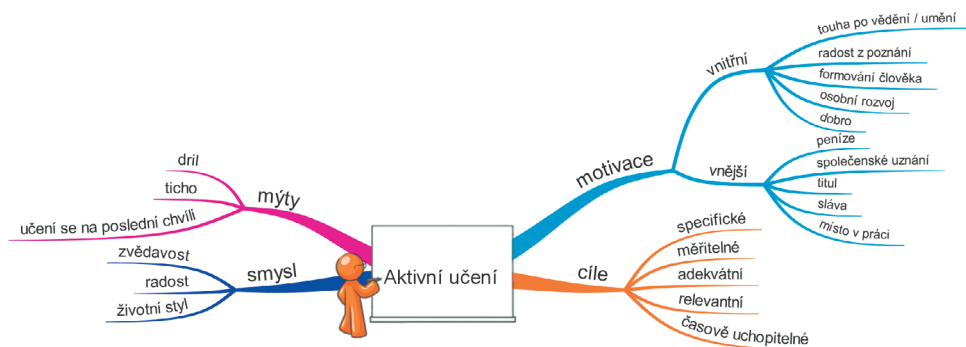 Aktivní učení
motivace
vnitřní
touha po vědění / umění
radost z poznání
formování člověka
osobní rozvoj
dobro
vnější
peníze
společenské uznání
titul
sláva
místo v práci
cíle
specifické
měřitelné
adekvátní
relevantní
časově uchopitelné
mýty
dril
ticho
učení se na poslední chvíli
smysl
zvědavost
radost
životní styl